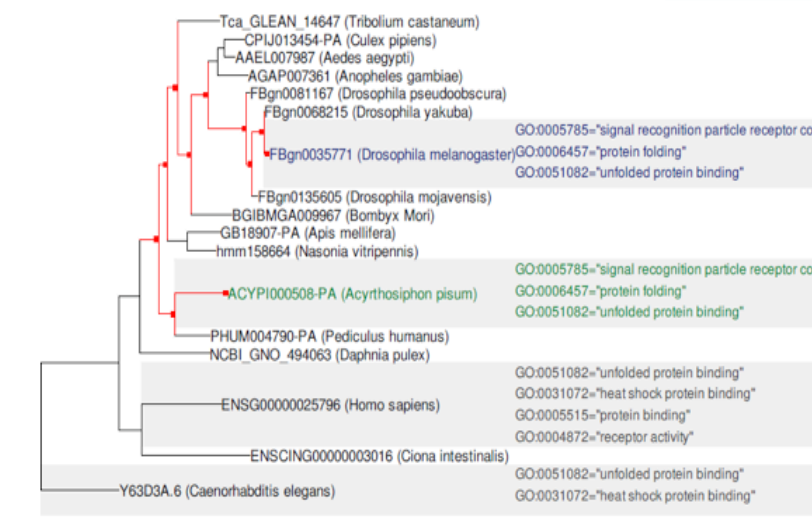 Tca_GLEAN_14647 (Tribolium castaneum)
CPIJ013454-PA (Culex pipiens)
AAEL007987 (Aedes aegypti)
AGAP007361 (Anopheles gambiae)
FBgn0081167 (Drosophila pseudoobscura)
FBgn0068215 (Drosophila yakuba)
GO:0005785="signal recognition particle receptor co
FBgn0035771 (Drosophila melanogaster) GO:0006457="protein folding"
GO:0051082="unfolded protein binding"
FBgn0135605 (Drosophila mojavensis)
BGIBMGA009967 (Bombyx Mori)
GB18907-PA (Apis mellifera)
hmm158664 (Nasonia vitripennis)
GO:0005785="signal recognition particle receptor co
ACYPI000508-PA (Acyrthosiphon pisum) GO:0006457="protein folding"
GO:0051082="unfolded protein binding"
PHUM004790-PA (Pediculus humanus)
NCBI_GNO_494063 (Daphnia pulex)
GO:0051082="unfolded protein binding"
GO:0031072="heat shock protein binding"
ENSG00000025796 (Homo sapiens)
GO:0005515="protein binding"
GO:0004872="receptor activity"
ENSCING00000003016 (Ciona intestinalis)
GO:0051082="unfolded protein binding"
Y63D3A.6 (Caenorhabditis elegans)
GO:0031072="heat shock protein binding"